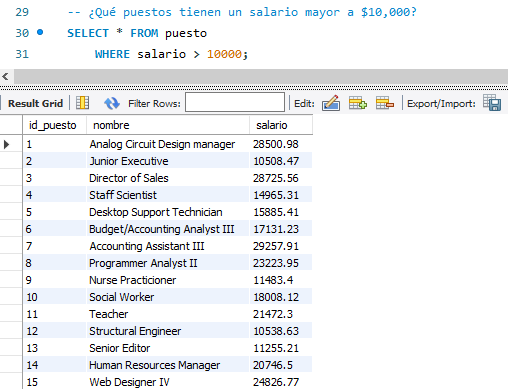 29 -- ¿Qué puestos tienen un salario mayor a $10,000?
30 SELECT * FROM puesto
31 WHERE salario > 10000;
Result Grid Filter Rows: Edit: Export/Import:
id_puesto nombre salario
1 Analog Circuit Design manager 28500.98
2 Junior Executive 10508.47
3 Director of Sales 28725.56
4 Staff Scientist 14965.31
5 Desktop Support Technician 15885.41
6 Budget/Accounting Analyst III 17131.23
7 Accounting Assistant III 29257.91
8 Programmer Analyst II 23223.95
9 Nurse Practicioner 11483.4
10 Social Worker 18008.12
11 Teacher 21472.3
12 Structural Engineer 10538.63
13 Senior Editor 11255.21
14 Human Resources Manager 20746.5
15 Web Designer IV 24826.77